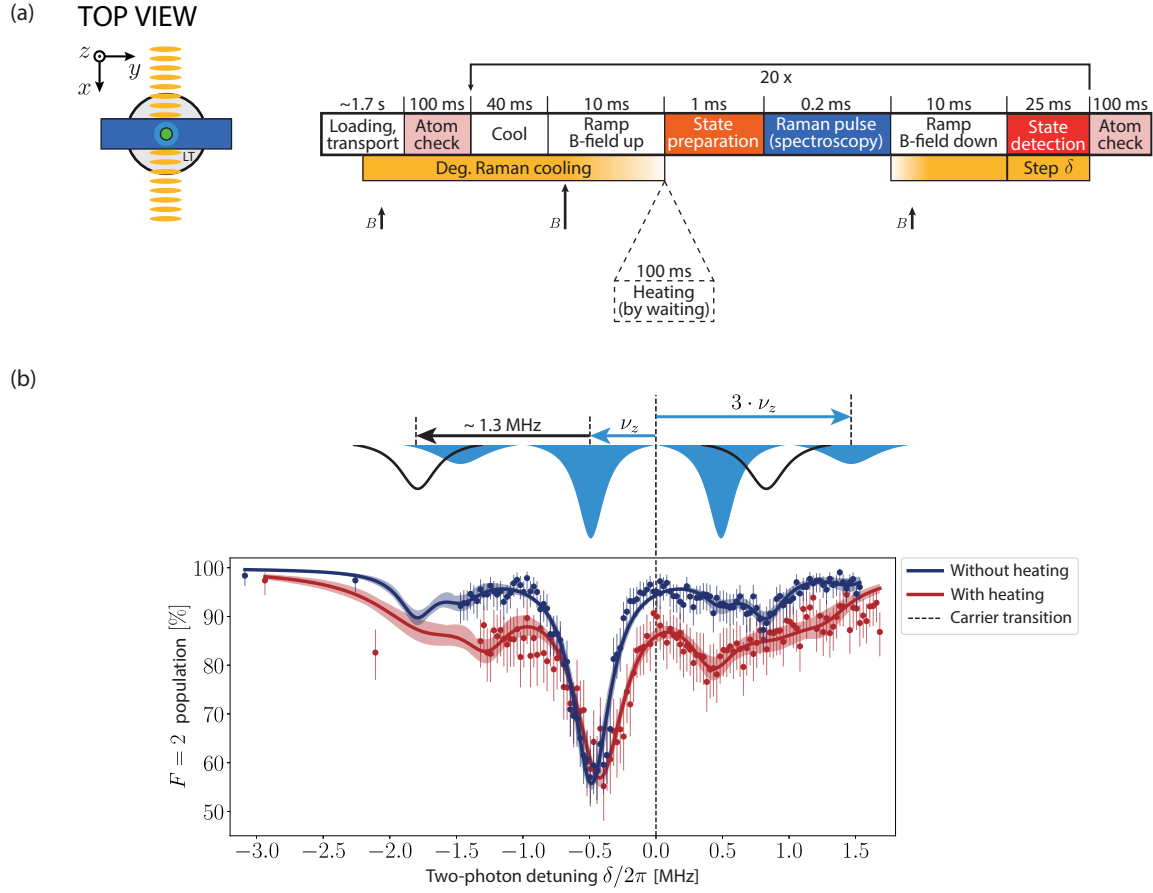 (a)
TOP VIEW
z
y
x
LT
20 x
~1.7 s
100 ms
40 ms
10 ms
1 ms
0.2 ms
10 ms
25 ms
100 ms
Loading, transport
Atom check
Cool
Ramp B-field up
State preparation
Raman pulse (spectroscopy)
Ramp B-field down
State detection
Atom check
Deg. Raman cooling
Step δ
B
B
B
100 ms
Heating
(by waiting)
(b)
~ 1.3 MHz
ν_z
3 · ν_z
100
90
80
70
60
50
F = 2 population [%]
−3.0
−2.5
−2.0
−1.5
−1.0
−0.5
0.0
0.5
1.0
1.5
Two-photon detuning δ/2π [MHz]
Without heating
With heating
Carrier transition